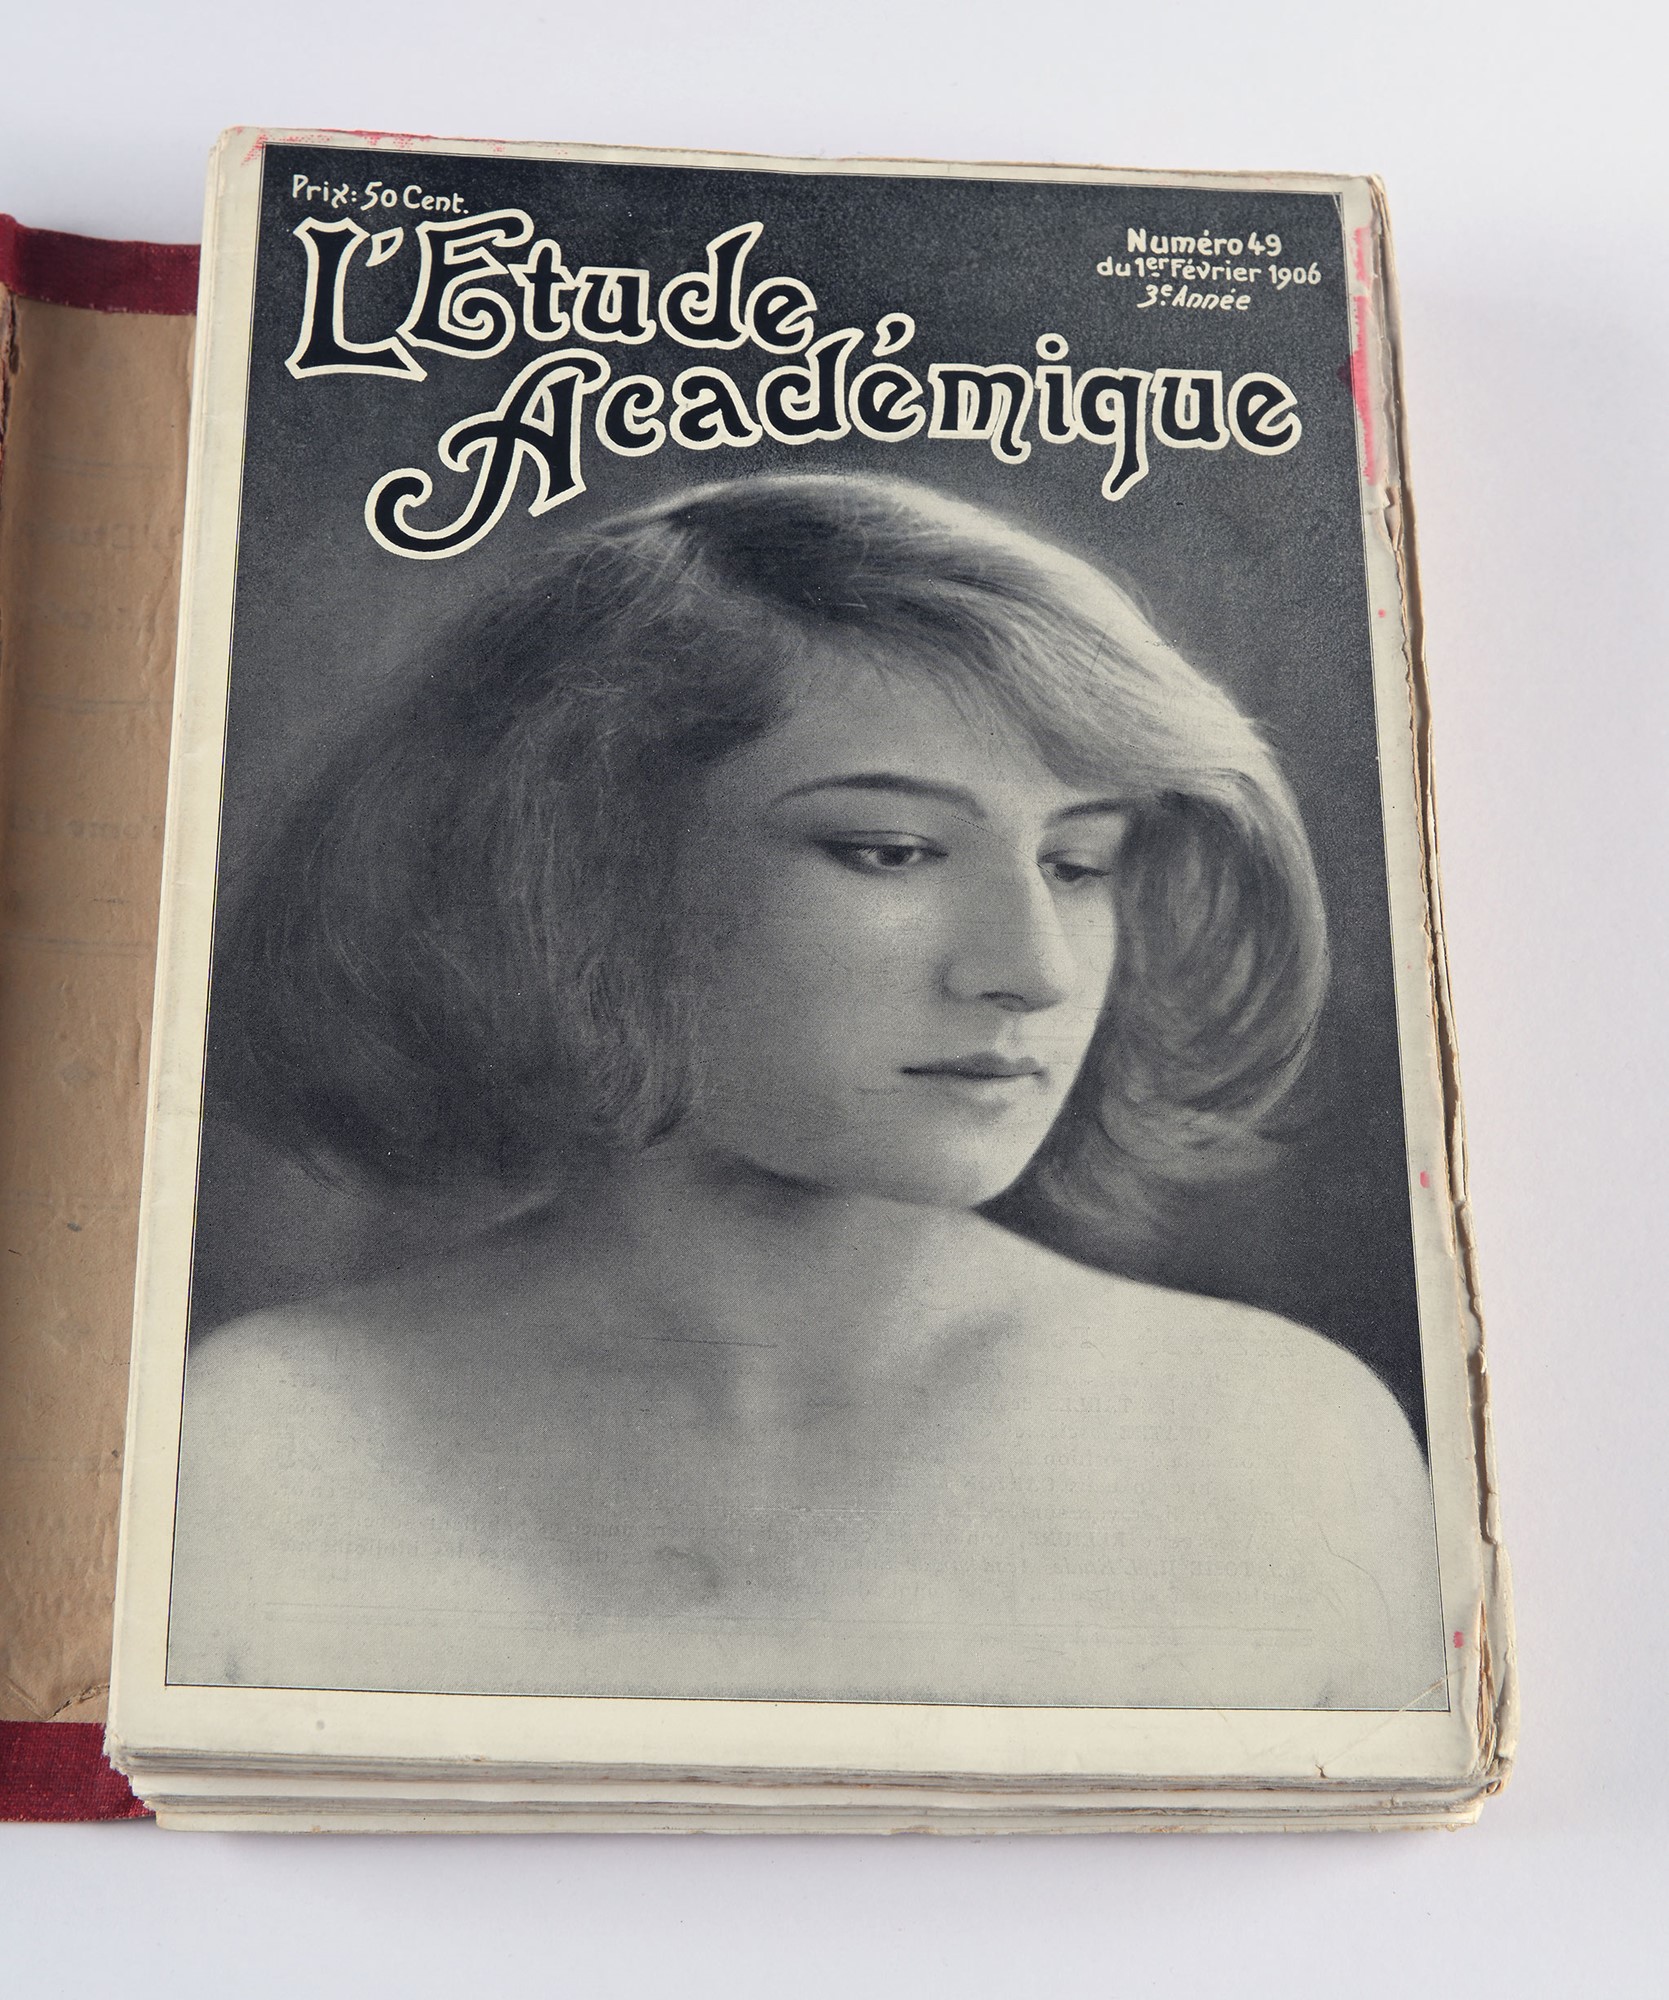 Prix: 50 Cent.
L'Etude
Académique
Numéro 49
du 1er Février 1906
3e Année